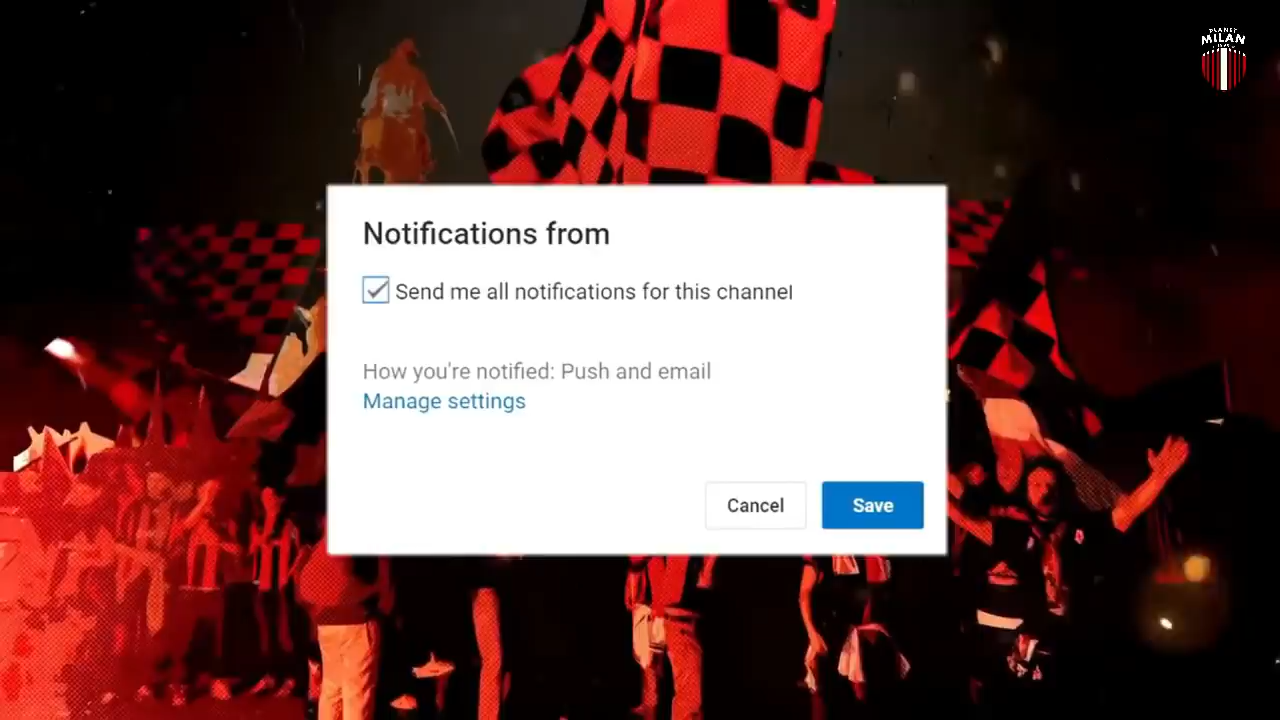 PLANET
MILAN
Notifications from
Send me all notifications for this channel
How you're notified: Push and email
Manage settings
Cancel
Save